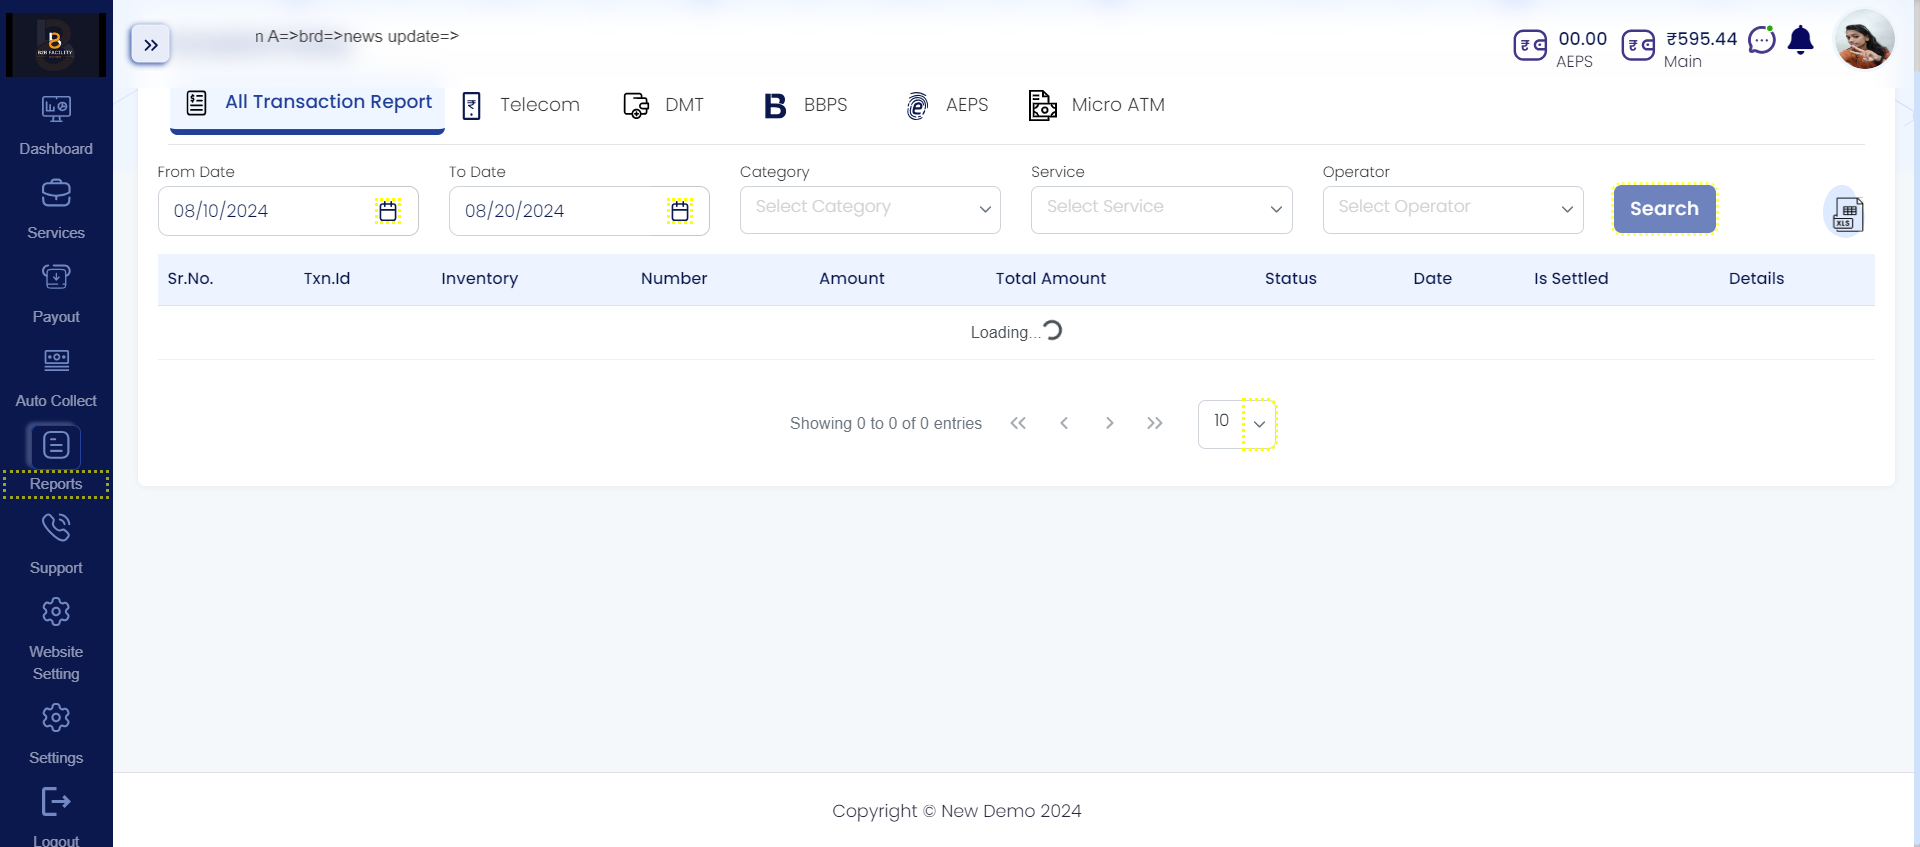 B2B FACILITY
n A=>brd=>news update=>
00.00
AEPS
₹595.44
Main
Dashboard
Services
Payout
Auto Collect
Reports
Support
Website
Setting
Settings
Logout
All Transaction Report
Telecom
DMT
B BBPS
AEPS
Micro ATM
From Date
To Date
Category
Service
Operator
08/10/2024
08/20/2024
Select Category
Select Service
Select Operator
Search
XLS
Sr.No. Txn.Id Inventory Number Amount Total Amount Status Date Is Settled Details
Loading...
Showing 0 to 0 of 0 entries
10
Copyright © New Demo 2024